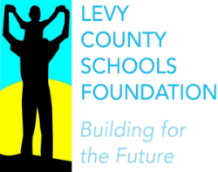 LEVY
COUNTY
SCHOOLS
FOUNDATION
Building for
the Future